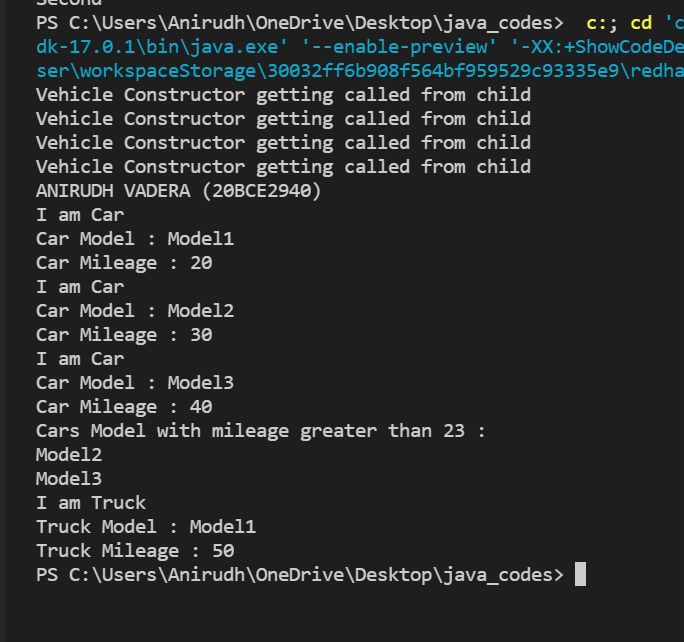 Second
PS C:\Users\Anirudh\OneDrive\Desktop\java_codes>  c:; cd 'c
dk-17.0.1\bin\java.exe' '--enable-preview' '-XX:+ShowCodeDe
ser\workspaceStorage\30032ff6b908f564bf959529c93335e9\redha
Vehicle Constructor getting called from child
Vehicle Constructor getting called from child
Vehicle Constructor getting called from child
Vehicle Constructor getting called from child
ANIRUDH VADERA (20BCE2940)
I am Car
Car Model : Model1
Car Mileage : 20
I am Car
Car Model : Model2
Car Mileage : 30
I am Car
Car Model : Model3
Car Mileage : 40
Cars Model with mileage greater than 23 :
Model2
Model3
I am Truck
Truck Model : Model1
Truck Mileage : 50
PS C:\Users\Anirudh\OneDrive\Desktop\java_codes>